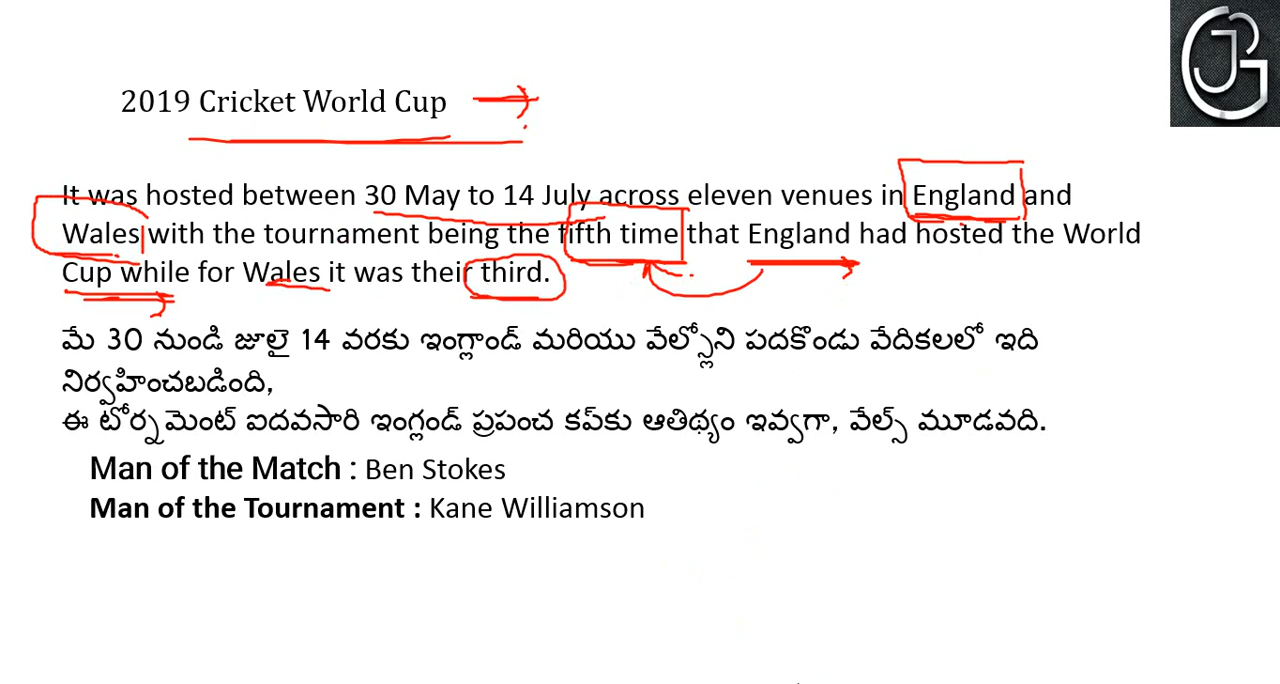 2019 Cricket World Cup
It was hosted between 30 May to 14 July across eleven venues in England and
Wales with the tournament being the fifth time that England had hosted the World
Cup while for Wales it was their third.
మే 30 నుండి జూలై 14 వరకు ఇంగ్లాండ్ మరియు వేల్స్లోని పదకొండు వేదికలలో ఇది
నిర్వహించబడింది,
ఈ టోర్నమెంట్ ఐదవసారి ఇంగ్లండ్ ప్రపంచ కప్‌కు ఆతిథ్యం ఇవ్వగా, వేల్స్ మూడవది.
Man of the Match : Ben Stokes
Man of the Tournament : Kane Williamson